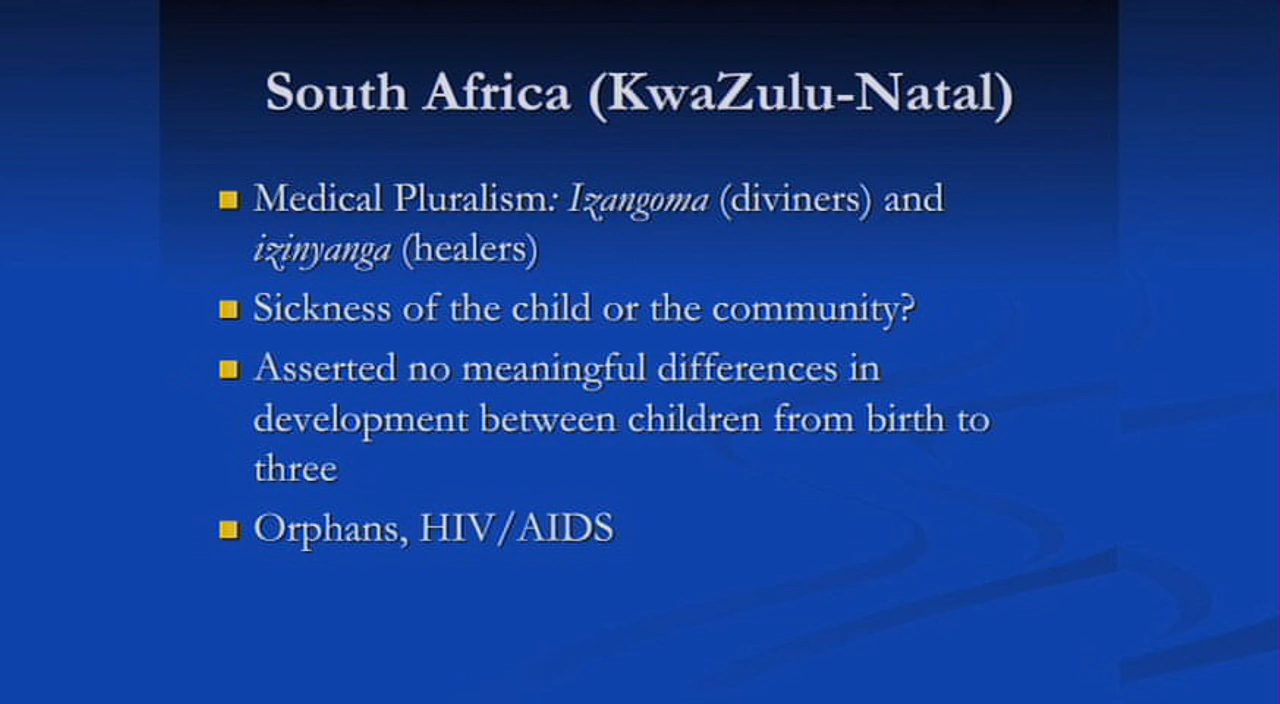 South Africa (KwaZulu-Natal)
Medical Pluralism: Izangoma (diviners) and
izinyanga (healers)
Sickness of the child or the community?
Asserted no meaningful differences in
development between children from birth to
three
Orphans, HIV/AIDS